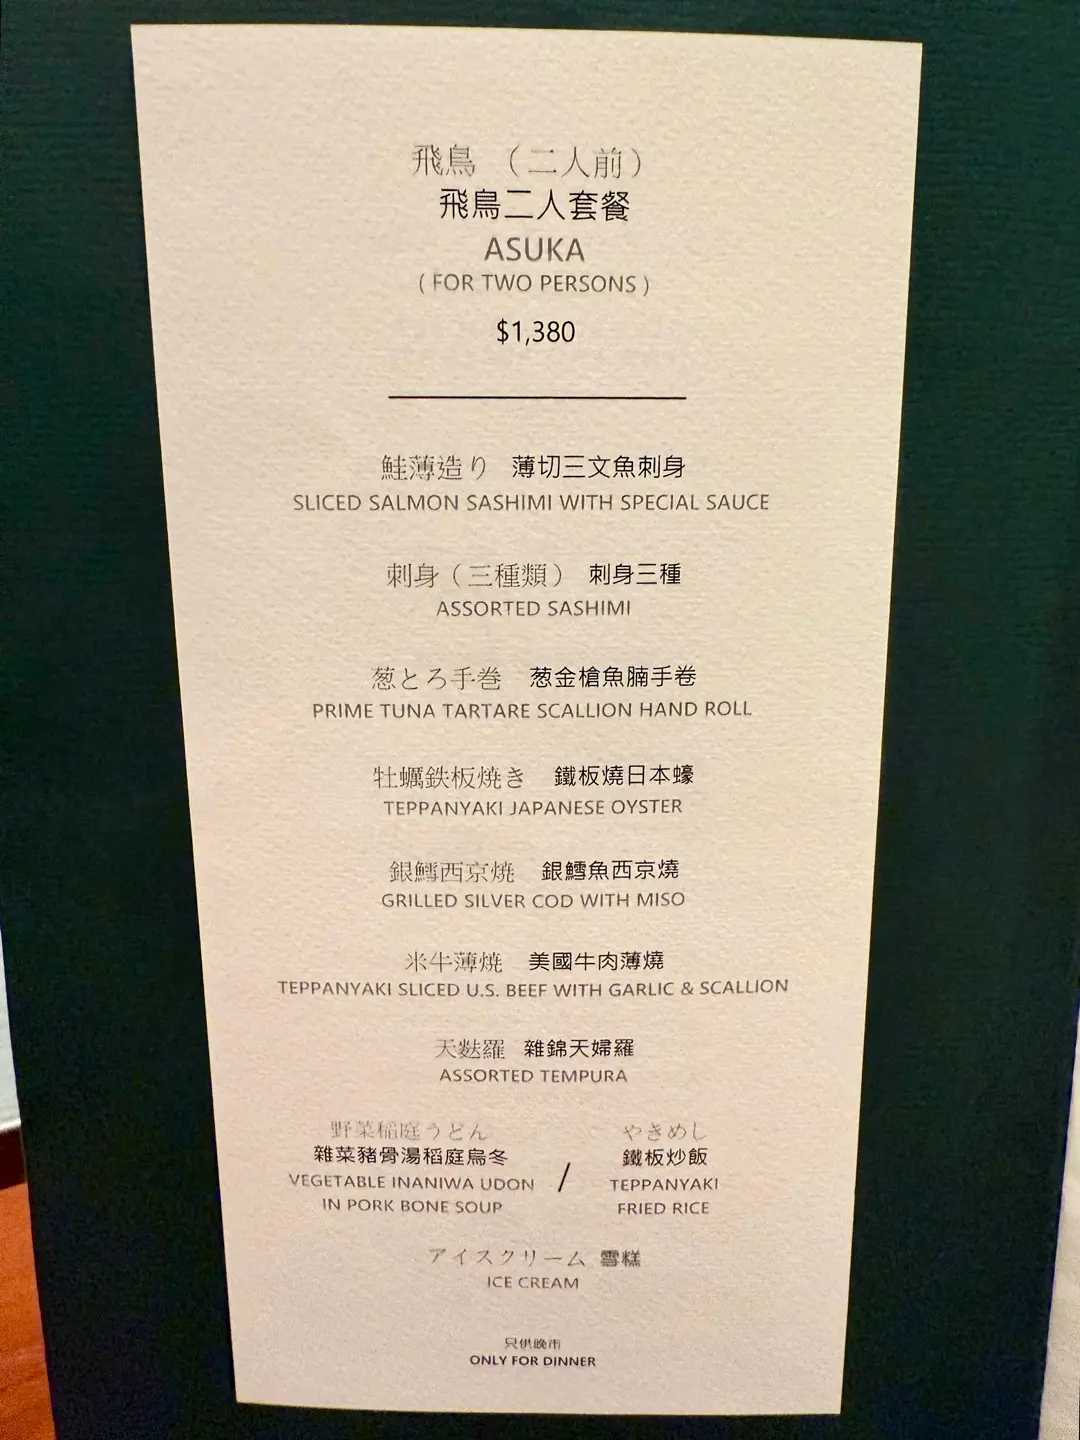 飛鳥 （二人前）
飛鳥二人套餐
ASUKA
( FOR TWO PERSONS )
$1,380
鮭薄造り 薄切三文魚刺身
SLICED SALMON SASHIMI WITH SPECIAL SAUCE
刺身（三種類） 刺身三種
ASSORTED SASHIMI
葱とろ手巻 葱金槍魚腩手卷
PRIME TUNA TARTARE SCALLION HAND ROLL
牡蠣鉄板焼き 鐵板燒日本蠔
TEPPANYAKI JAPANESE OYSTER
銀鱈西京焼 銀鱈魚西京燒
GRILLED SILVER COD WITH MISO
米牛薄焼 美國牛肉薄燒
TEPPANYAKI SLICED U.S. BEEF WITH GARLIC & SCALLION
天麩羅 雜錦天婦羅
ASSORTED TEMPURA
野菜稲庭うどん
雜菜豬骨湯稻庭烏冬
VEGETABLE INANIWA UDON
IN PORK BONE SOUP
/
やきめし
鐵板炒飯
TEPPANYAKI
FRIED RICE
アイスクリーム 雪糕
ICE CREAM
只供晚市
ONLY FOR DINNER